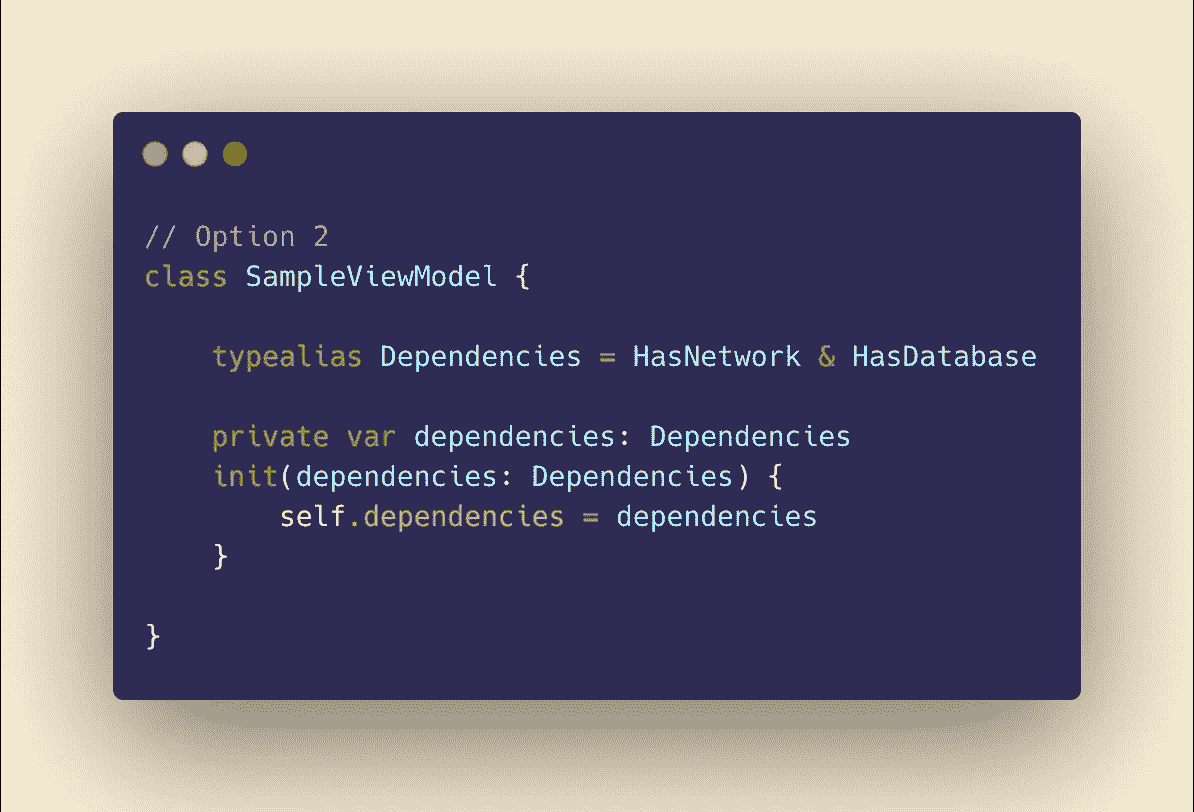 // Option 2
class SampleViewModel {
typealias Dependencies = HasNetwork & HasDatabase
private var dependencies: Dependencies
init(dependencies: Dependencies) {
self.dependencies = dependencies
}
}